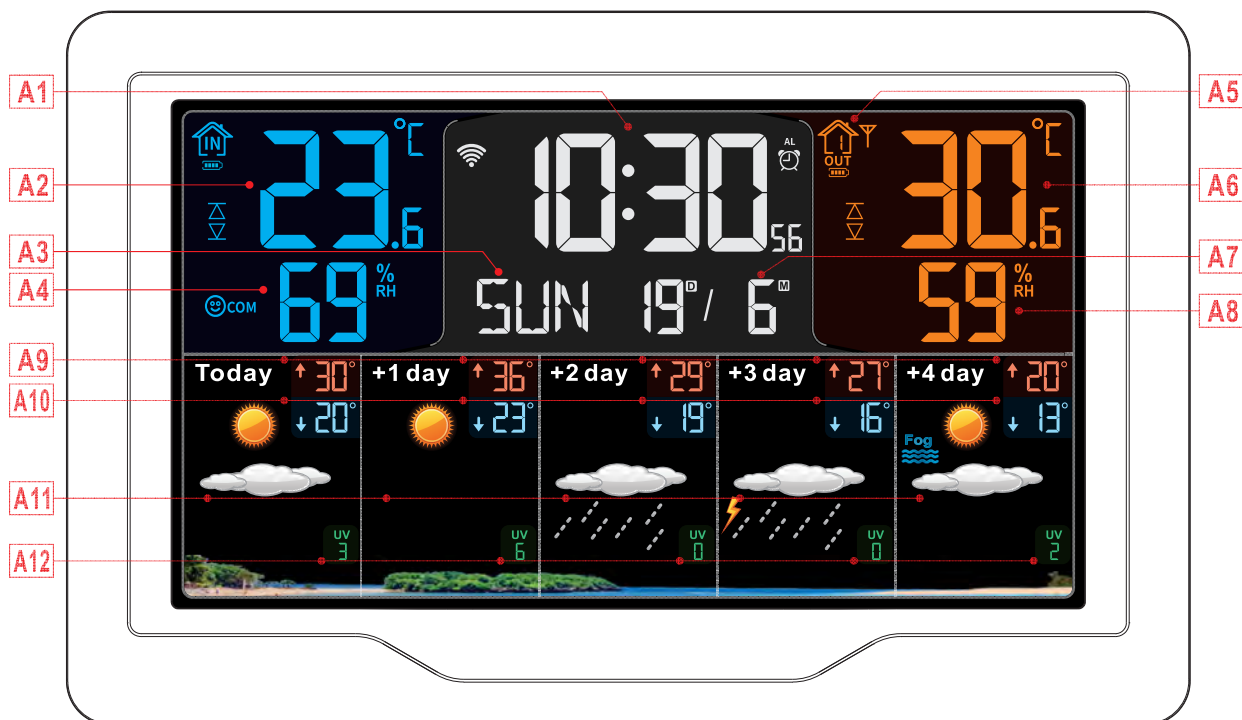 A1
A2
A3
A4
A5
A6
A7
A8
A9
A10
A11
A12
IN
23.6 °C
69 % RH
COM
10:30 56
AL
SUN 19 D / 6 M
1
OUT
30.6 °C
59 % RH
Today ↑ 30° ↓ 20°
UV
3
+1 day ↑ 36° ↓ 23°
UV
6
+2 day ↑ 29° ↓ 19°
UV
0
+3 day ↑ 27° ↓ 16°
UV
0
+4 day ↑ 20° ↓ 13°
Fog
UV
2